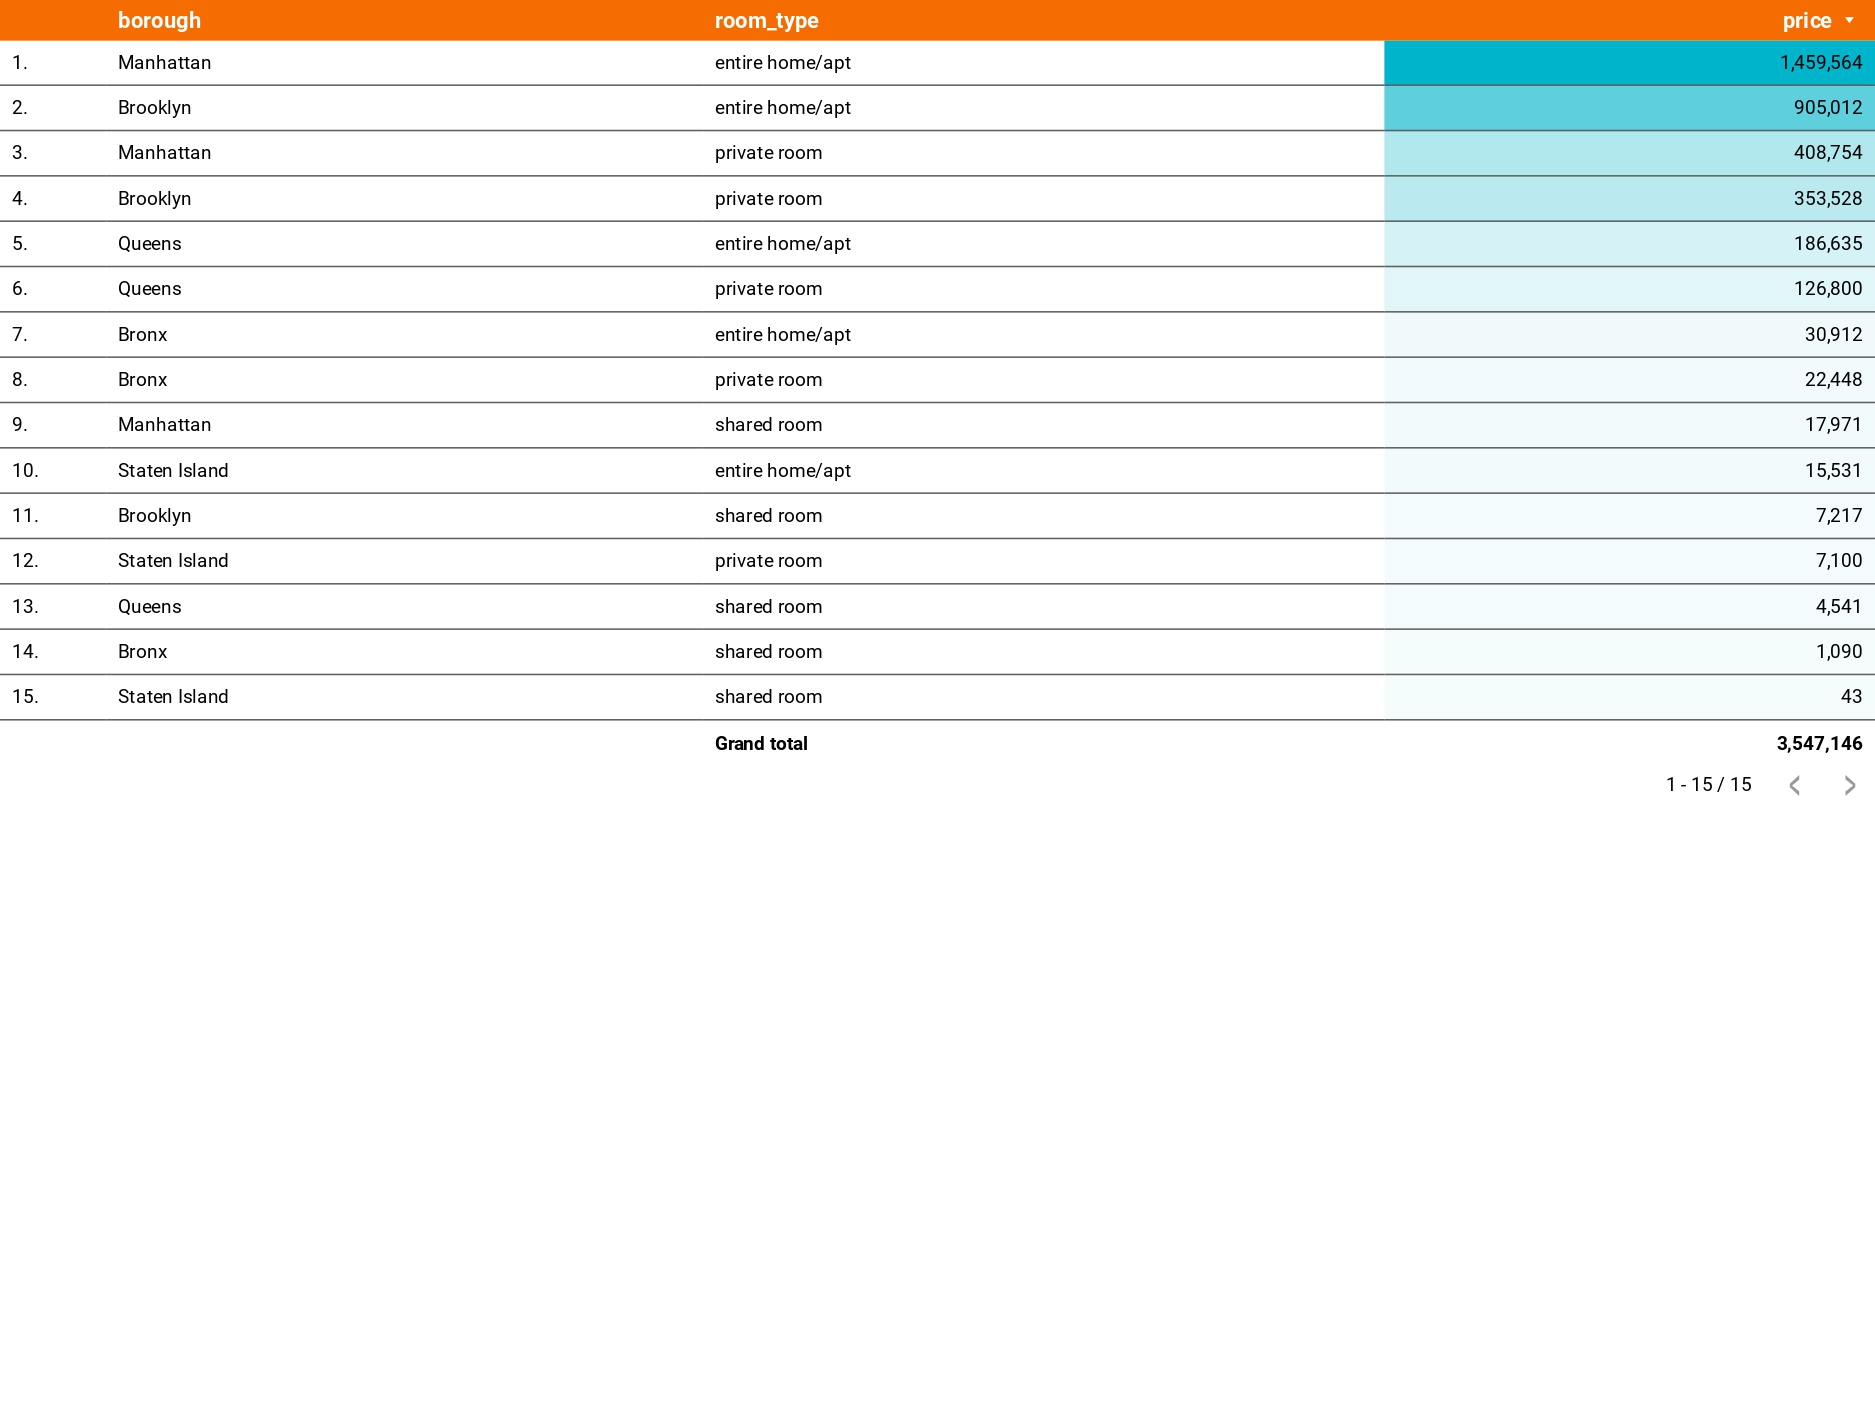 borough room_type price
1. Manhattan entire home/apt 1,459,564
2. Brooklyn entire home/apt 905,012
3. Manhattan private room 408,754
4. Brooklyn private room 353,528
5. Queens entire home/apt 186,635
6. Queens private room 126,800
7. Bronx entire home/apt 30,912
8. Bronx private room 22,448
9. Manhattan shared room 17,971
10. Staten Island entire home/apt 15,531
11. Brooklyn shared room 7,217
12. Staten Island private room 7,100
13. Queens shared room 4,541
14. Bronx shared room 1,090
15. Staten Island shared room 43
Grand total 3,547,146
1 - 15 / 15